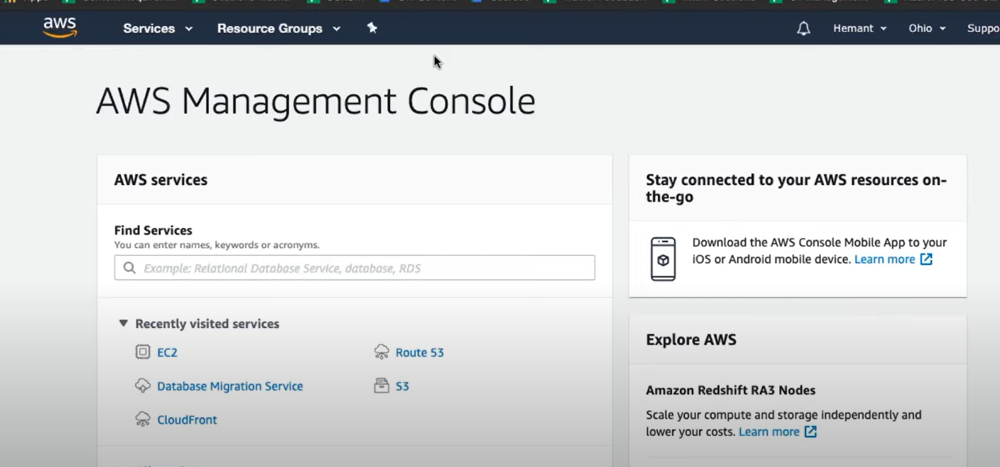 aws
Services
Resource Groups
Hemant
Ohio
Suppo
AWS Management Console
AWS services
Find Services
You can enter names, keywords or acronyms.
Example: Relational Database Service, database, RDS
Recently visited services
EC2
Route 53
Database Migration Service
S3
CloudFront
Stay connected to your AWS resources on-
the-go
Download the AWS Console Mobile App to your
iOS or Android mobile device. Learn more
Explore AWS
Amazon Redshift RA3 Nodes
Scale your compute and storage independently and
lower your costs. Learn more